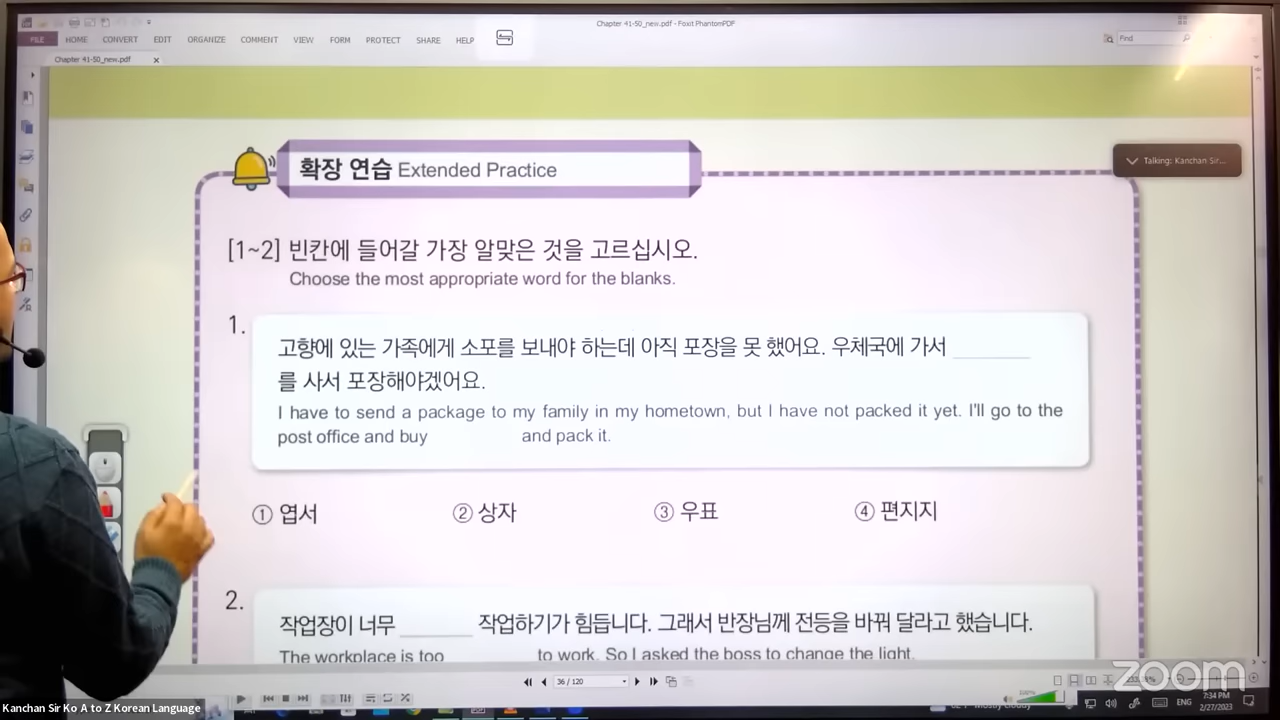 Chapter 41-50_new.pdf - Foxit PhantomPDF
FILE HOME CONVERT EDIT ORGANIZE COMMENT VIEW FORM PROTECT SHARE HELP
Find
Chapter 41-50_new.pdf
확장 연습 Extended Practice
Talking: Kanchan Sir...
[1~2] 빈칸에 들어갈 가장 알맞은 것을 고르십시오.
Choose the most appropriate word for the blanks.
1.
고향에 있는 가족에게 소포를 보내야 하는데 아직 포장을 못 했어요. 우체국에 가서 ______
를 사서 포장해야겠어요.
I have to send a package to my family in my hometown, but I have not packed it yet. I'll go to the
post office and buy and pack it.
① 엽서 ② 상자 ③ 우표 ④ 편지지
2.
작업장이 너무 ______ 작업하기가 힘듭니다. 그래서 반장님께 전등을 바꿔 달라고 했습니다.
The workplace is too to work. So I asked the boss to change the light.
36 / 120
zoom
Kanchan Sir Ko A to Z Korean Language
ENG
7:34 PM
2/27/2023